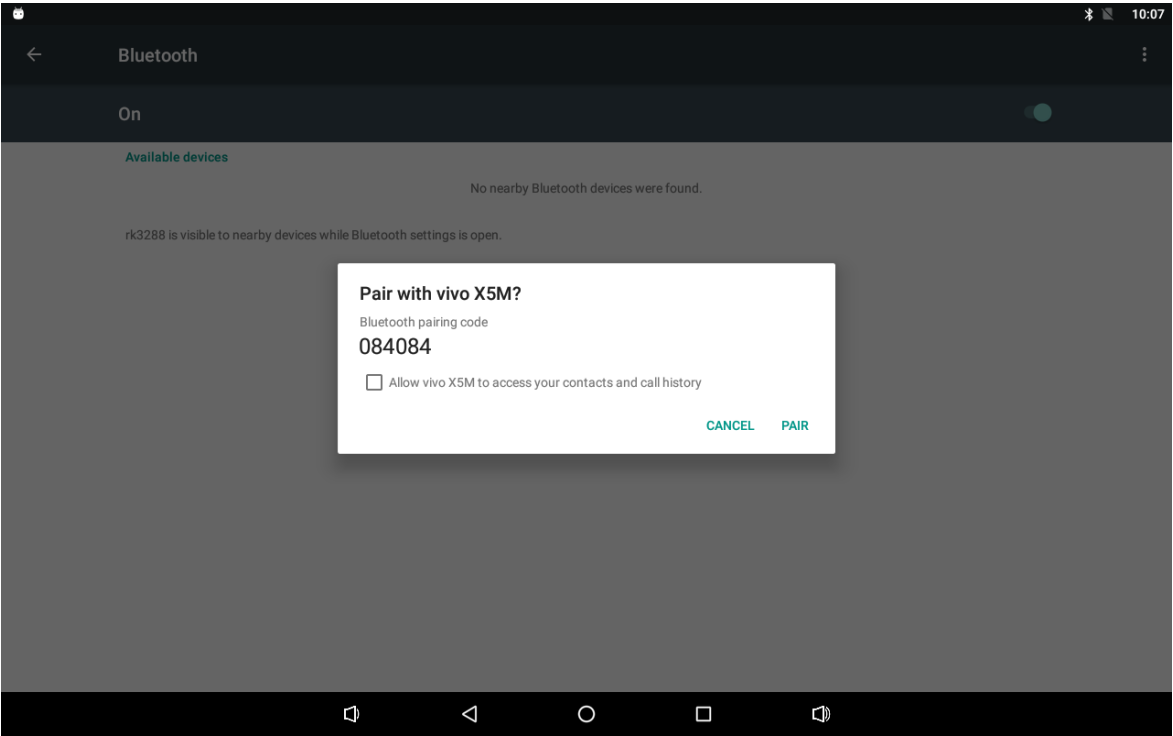 10:07
Bluetooth
On
Available devices
No nearby Bluetooth devices were found.
rk3288 is visible to nearby devices while Bluetooth settings is open.
Pair with vivo X5M?
Bluetooth pairing code
084084
Allow vivo X5M to access your contacts and call history
CANCEL PAIR